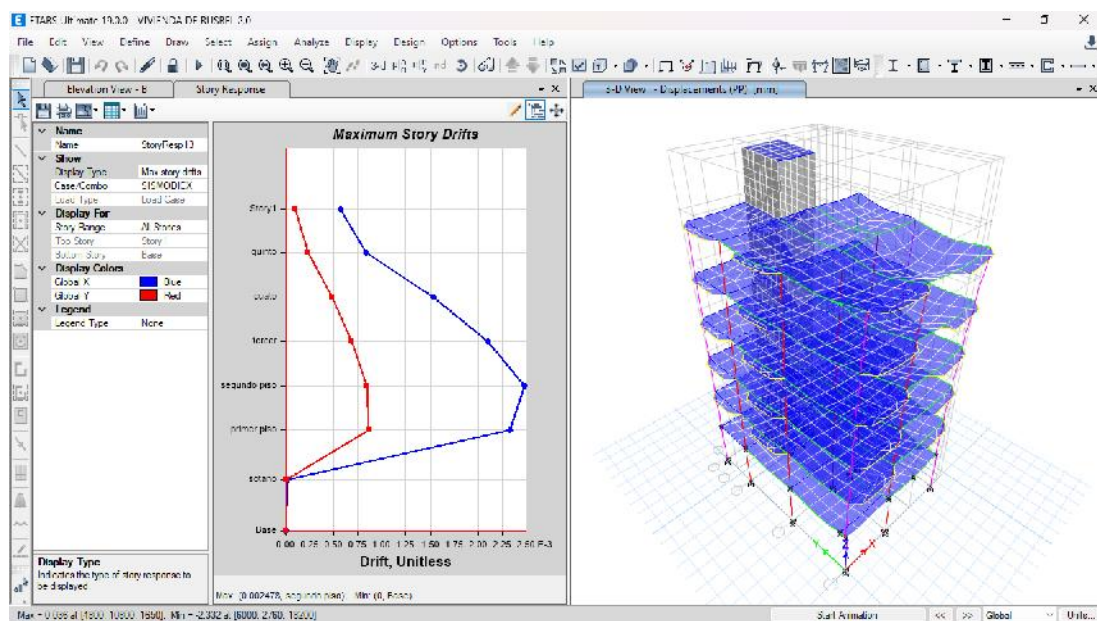 ETABS Ultimate 19.0.0 - VIVIENDA DE RUSBEL 2.0
File Edit View Define Draw Select Assign Analyze Display Design Options Tools Help
Elevation View - B
Story Response
3-D View - Displacements (PP) [mm]
Name
Name
Show
Display Type Max story drifts
Case/Combo
Load Type Load Case
Display For
Story Range All Stories
Top Story Story
Bottom Story Base
Display Colors
Global X Blue
Global Y Red
Legend
Legend Type None
Display Type
Indicates the type of story response to
be displayed
Maximum Story Drifts
Story1
quinto
tercer
segundo piso
primer piso
sotano
Base
0.00 0.25 0.50 0.75 1.00 1.25 1.50 1.75 2.00 2.25 2.50 E-3
Drift, Unitless
Max: (0.002478, segundo piso) Min: (0, Base)
X
Y
Z
Start Animation
<<
>>
Global
Units...